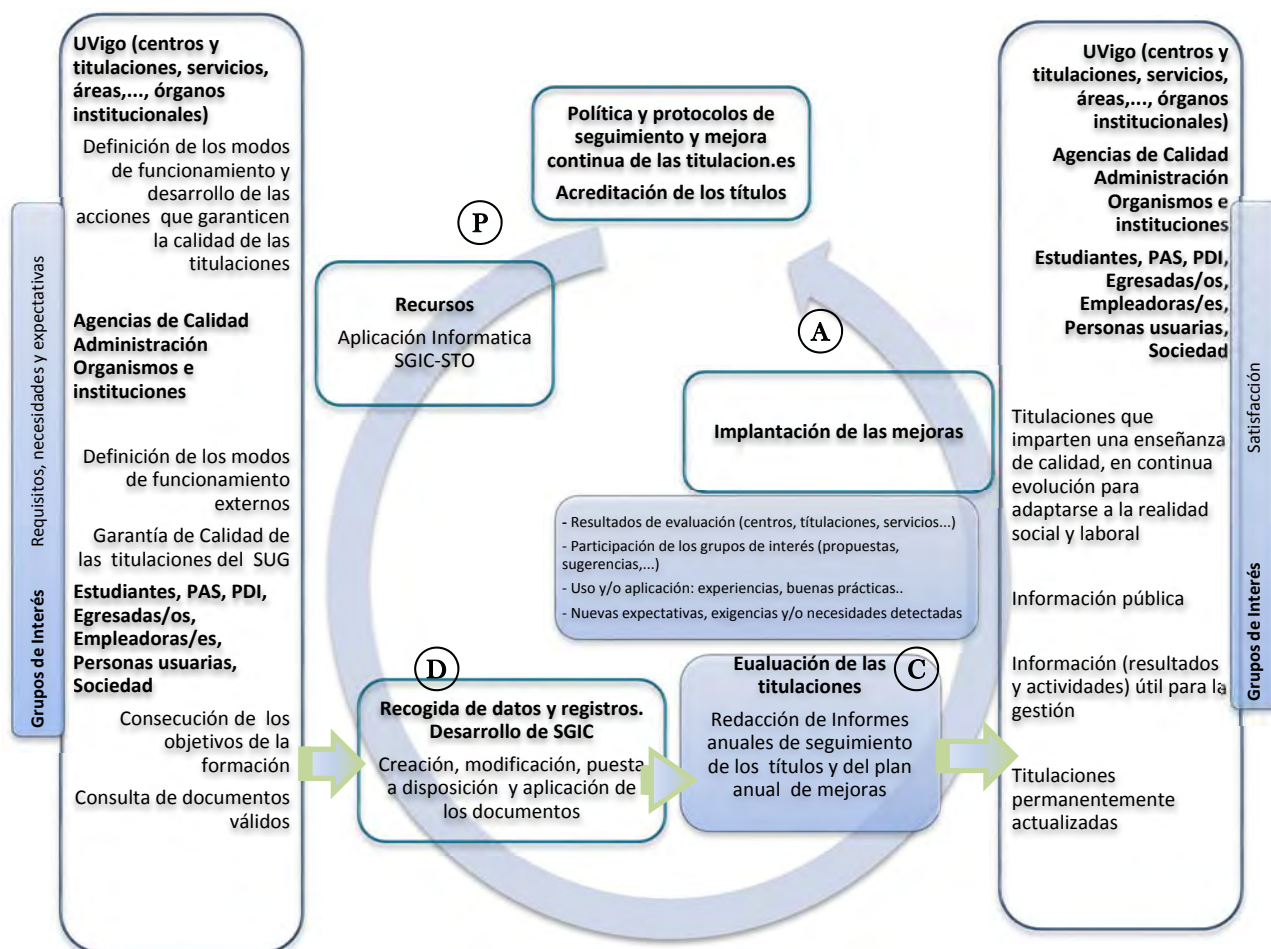 UVigo (centros y
titulaciones, servicios,
áreas,..., órganos
institucionales)
Definición de los modos
de funcionamiento y
desarrollo de las
acciones que garanticen
la calidad de las
titulaciones
Agencias de Calidad
Administración
Organismos e
instituciones
Definición de los modos
de funcionamiento
externos
Garantía de Calidad de
las titulaciones del SUG
Estudiantes, PAS, PDI,
Egresadas/os,
Empleadoras/es,
Personas usuarias,
Sociedad
Consecución de los
objetivos de la
formación
Consulta de documentos
válidos
Grupos de Interés
Requisitos, necesidades y expectativas
Política y protocolos de
seguimiento y mejora
continua de las titulacion.es
Acreditación de los títulos
P
Recursos
Aplicación Informatica
SGIC-STO
A
Implantación de las mejoras
- Resultados de evaluación (centros, títulaciones, servicios...)
- Participación de los grupos de interés (propuestas,
sugerencias,...)
- Uso y/o aplicación: experiencias, buenas prácticas..
- Nuevas expectativas, exigencias y/o necesidades detectadas
D
Recogida de datos y registros.
Desarrollo de SGIC
Creación, modificación, puesta
a disposición y aplicación de
los documentos
C
Eualuación de las
titulaciones
Redacción de Informes
anuales de seguimiento
de los títulos y del plan
anual de mejoras
UVigo (centros y
titulaciones, servicios,
áreas,..., órganos
institucionales)
Agencias de Calidad
Administración
Organismos e
instituciones
Estudiantes, PAS, PDI,
Egresadas/os,
Empleadoras/es,
Personas usuarias,
Sociedad
Titulaciones que
imparten una enseñanza
de calidad, en continua
evolución para
adaptarse a la realidad
social y laboral
Información pública
Información (resultados
y actividades) útil para la
gestión
Titulaciones
permanentemente
actualizadas
Grupos de Interés
Satisfacción